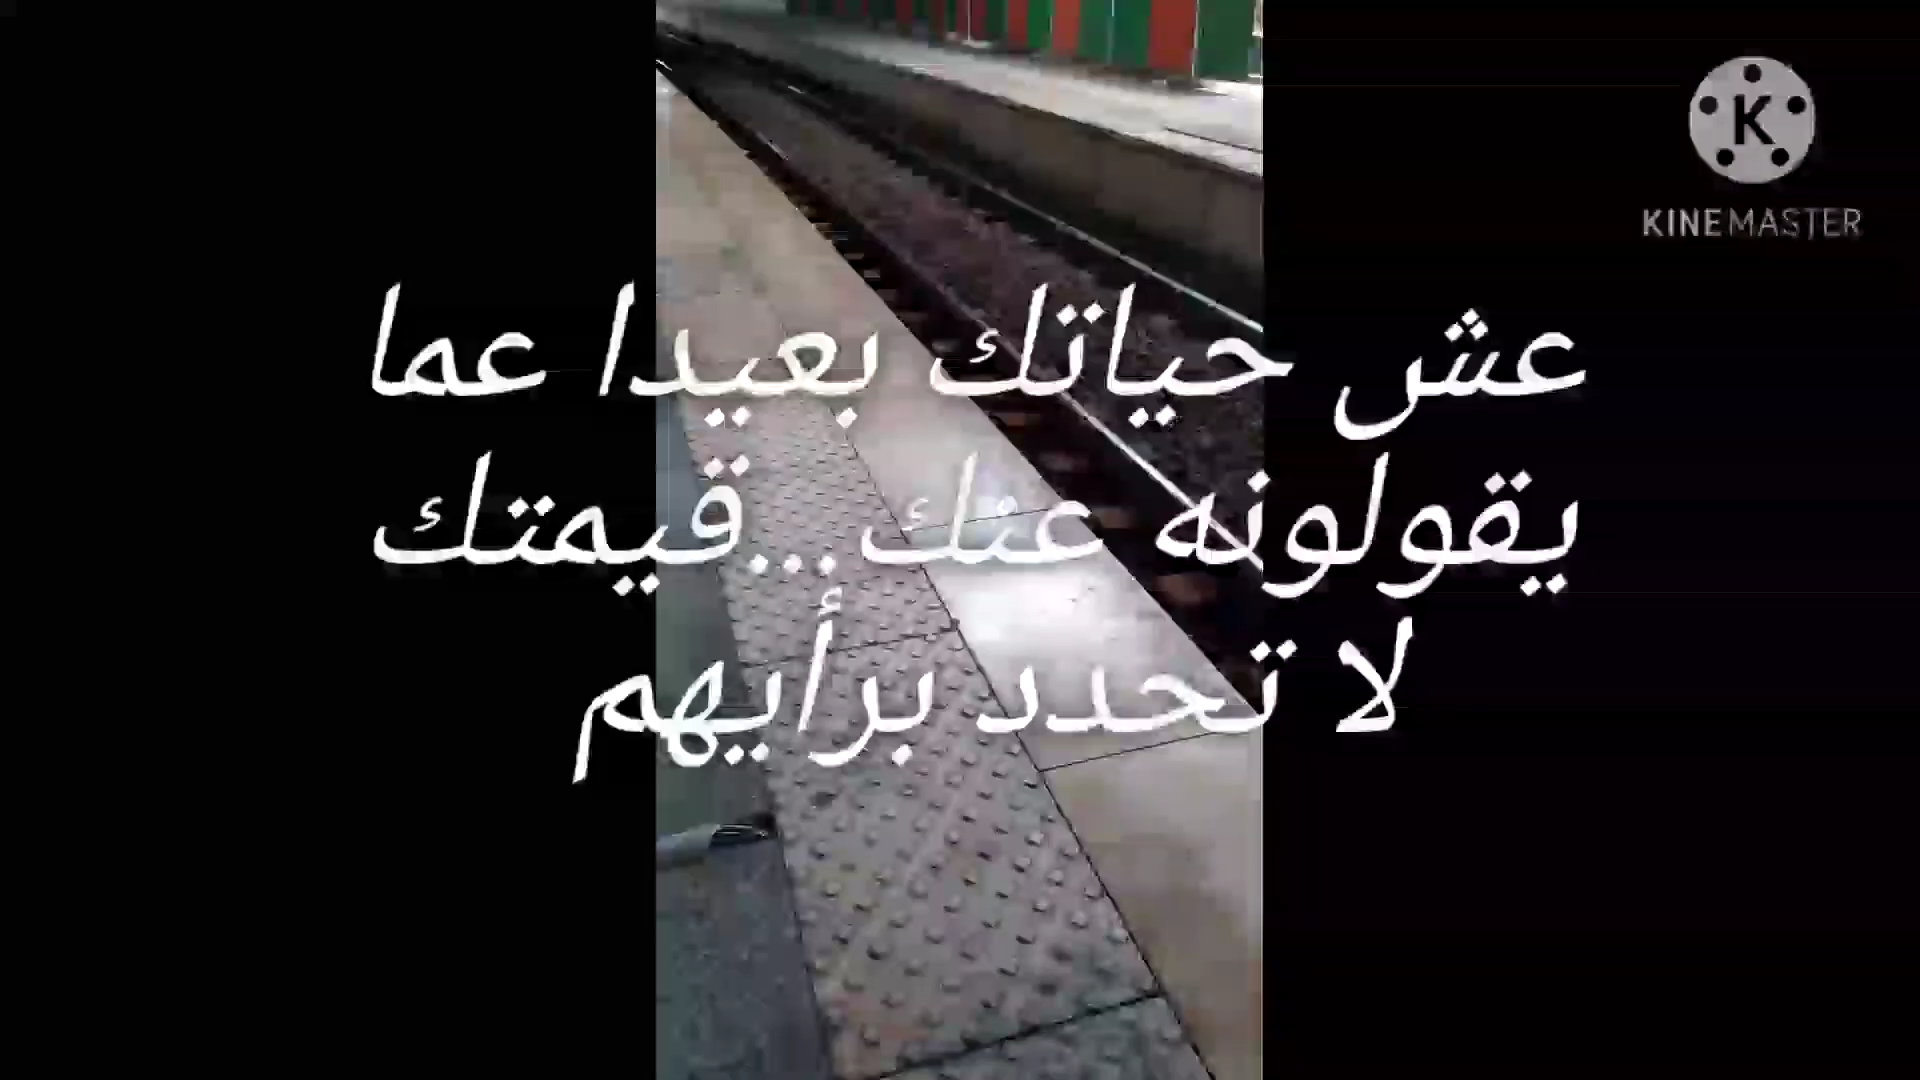 عش حياتك بعيدا عما
يقولونه عنك...قيمتك
لا تحدد برأيهم
K
KINEMASTER